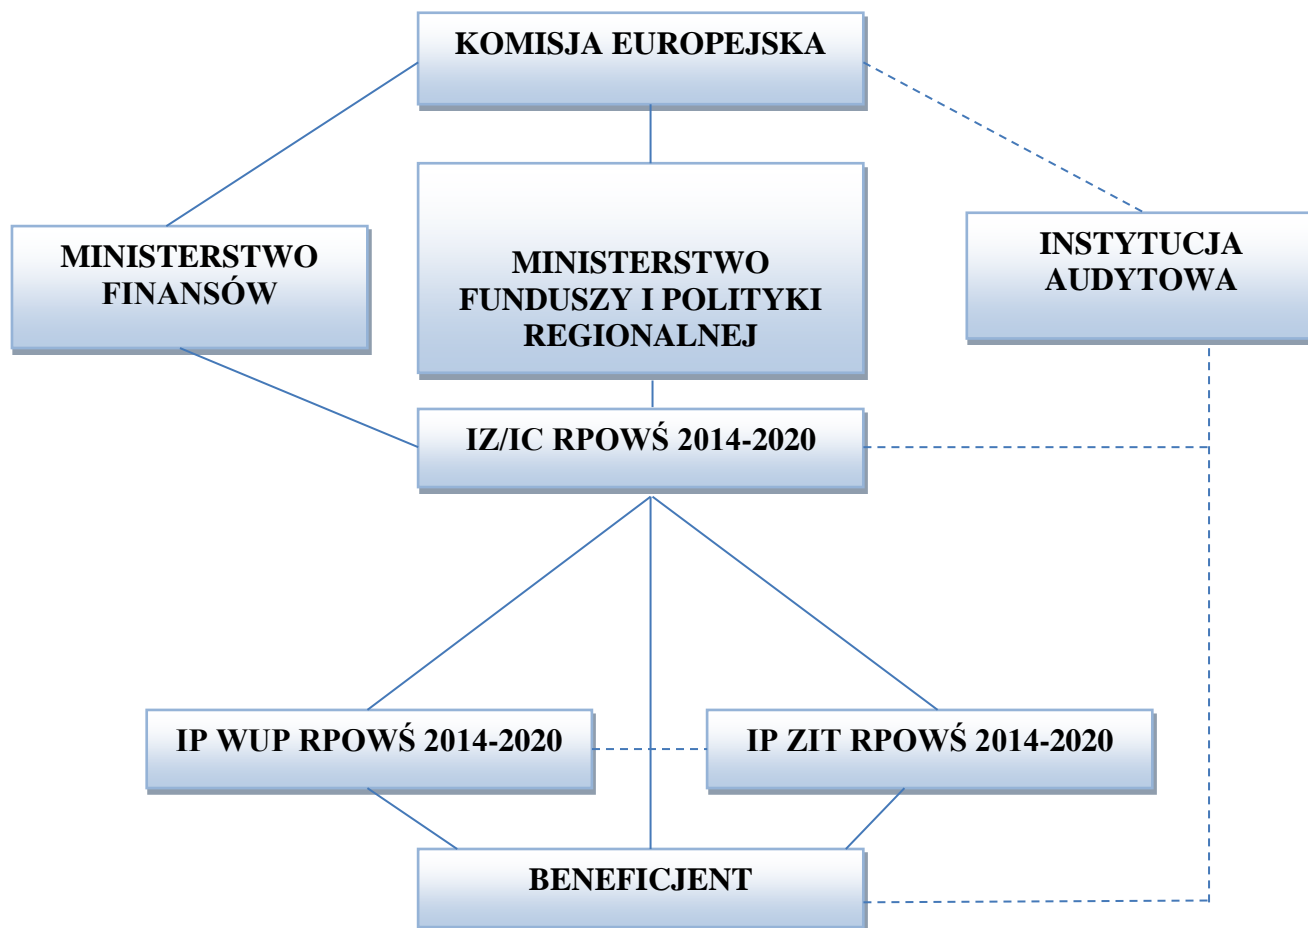 KOMISJA EUROPEJSKA
MINISTERSTWO
FINANSÓW
MINISTERSTWO
FUNDUSZY I POLITYKI
REGIONALNEJ
INSTYTUCJA
AUDYTOWA
IZ/IC RPOWŚ 2014-2020
IP WUP RPOWŚ 2014-2020
IP ZIT RPOWŚ 2014-2020
BENEFICJENT